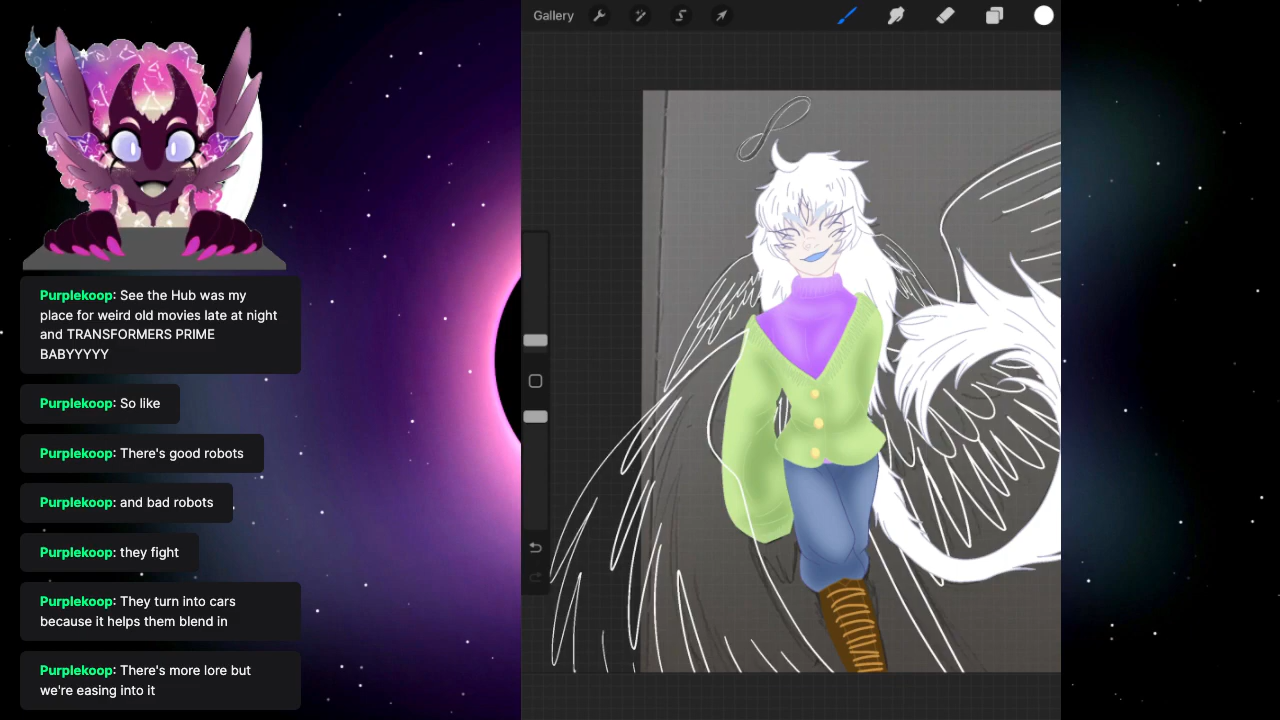 Gallery
Purplekoop: See the Hub was my
place for weird old movies late at night
and TRANSFORMERS PRIME
BABYYYYY
Purplekoop: So like
Purplekoop: There's good robots
Purplekoop: and bad robots
Purplekoop: they fight
Purplekoop: They turn into cars
because it helps them blend in
Purplekoop: There's more lore but
we're easing into it